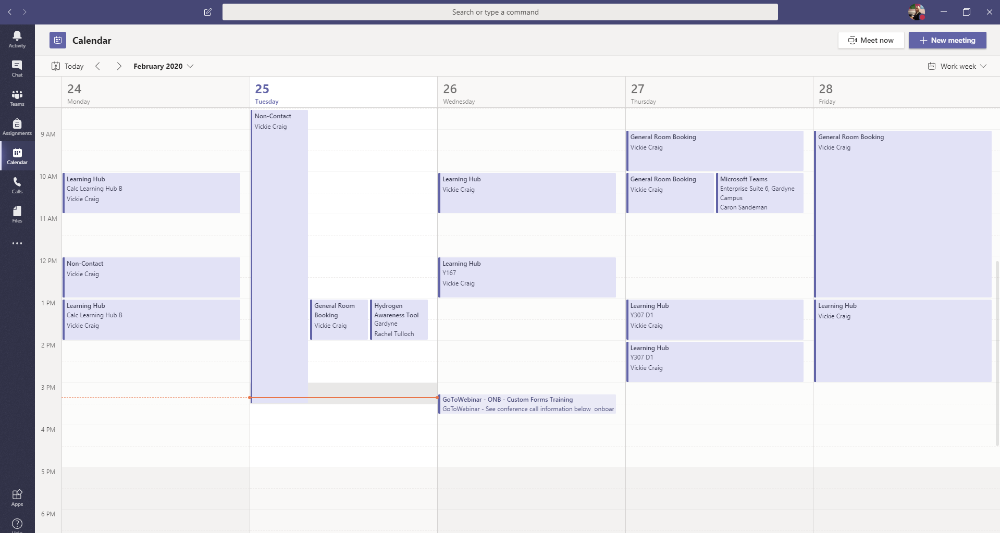 Search or type a command
Activity
Chat
Teams
Assignments
Calendar
Calls
Files
Apps
Help
Calendar
Meet now
New meeting
Today
February 2020
Work week
24
Monday
25
Tuesday
26
Wednesday
27
Thursday
28
Friday
9 AM
10 AM
11 AM
12 PM
1 PM
2 PM
3 PM
4 PM
5 PM
6 PM
Learning Hub
Calc Learning Hub B
Vickie Craig
Non-Contact
Vickie Craig
Learning Hub
Calc Learning Hub B
Vickie Craig
Non-Contact
Vickie Craig
General Room
Booking
Vickie Craig
Hydrogen
Awareness Tool
Gardyne
Rachel Tulloch
Learning Hub
Vickie Craig
Learning Hub
Y167
Vickie Craig
GoToWebinar - ONB - Custom Forms Training
GoToWebinar - See conference call information below onboar
General Room Booking
Vickie Craig
General Room Booking
Vickie Craig
Microsoft Teams
Enterprise Suite 6, Gardyne
Campus
Caron Sandeman
Learning Hub
Y307 D1
Vickie Craig
Learning Hub
Y307 D1
Vickie Craig
General Room Booking
Vickie Craig
Learning Hub
Vickie Craig